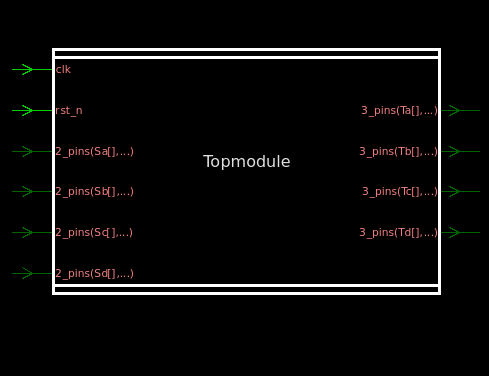 clk
rst_n
3_pins(Ta[],...)
2_pins(Sa[],...)
3_pins(Tb[],...)
Topmodule
2_pins(Sb[],...)
3_pins(Tc[],...)
2_pins(Sc[],...)
3_pins(Td[],...)
2_pins(Sd[],...)